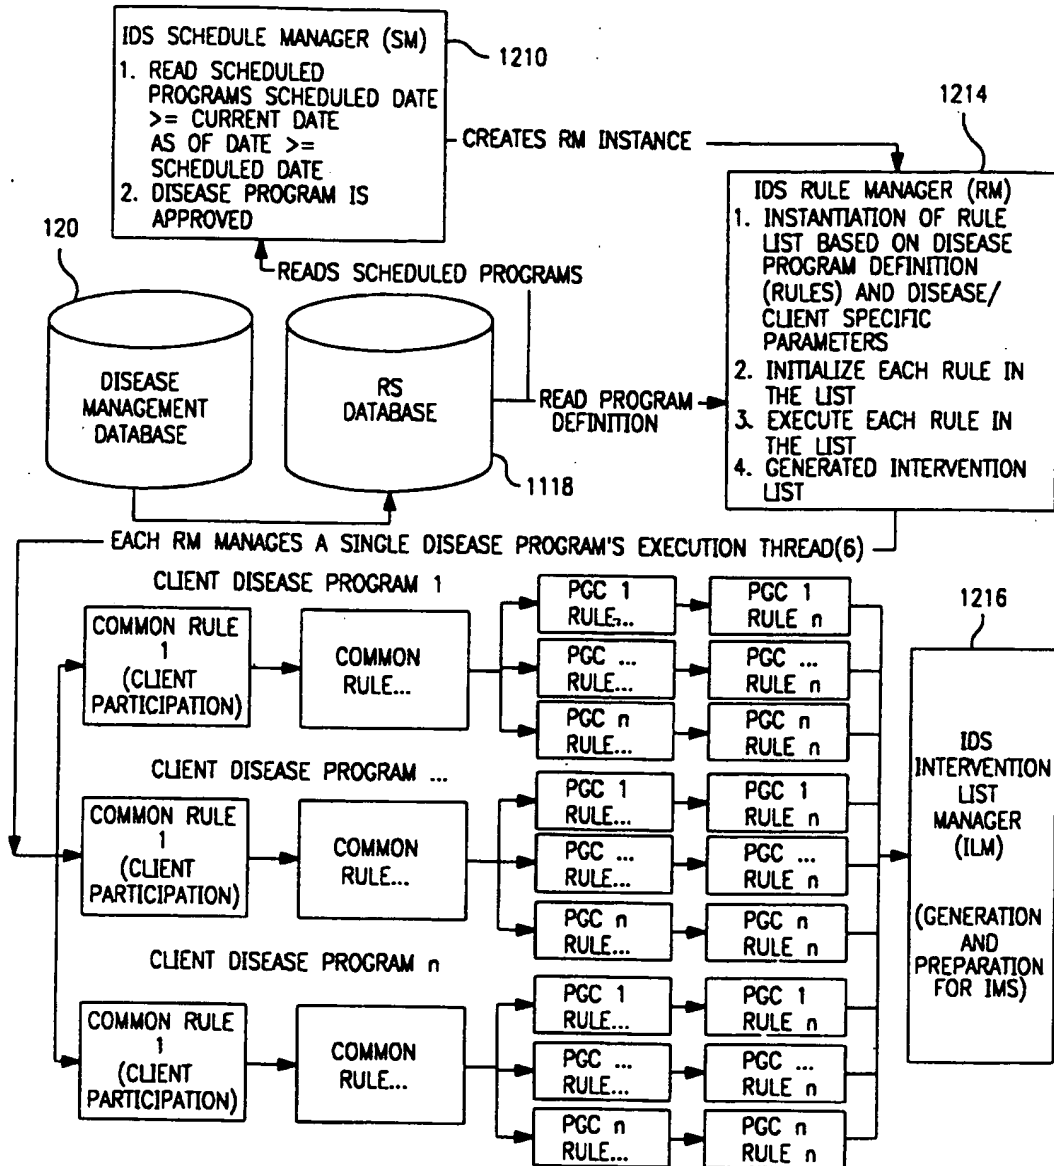 IDS SCHEDULE MANAGER (SM)
1. READ SCHEDULED
PROGRAMS SCHEDULED DATE
>= CURRENT DATE
AS OF DATE >=
SCHEDULED DATE
2. DISEASE PROGRAM IS
APPROVED
1210
CREATES RM INSTANCE
1214
IDS RULE MANAGER (RM)
1. INSTANTIATION OF RULE
LIST BASED ON DISEASE
PROGRAM DEFINITION
(RULES) AND DISEASE/
CLIENT SPECIFIC
PARAMETERS
2. INITIALIZE EACH RULE IN
THE LIST
3. EXECUTE EACH RULE IN
THE LIST
4. GENERATED INTERVENTION
LIST
120
READS SCHEDULED PROGRAMS
DISEASE
MANAGEMENT
DATABASE
RS
DATABASE
READ PROGRAM
DEFINITION
1118
EACH RM MANAGES A SINGLE DISEASE PROGRAM'S EXECUTION THREAD(6)
CLIENT DISEASE PROGRAM 1
COMMON RULE
1
(CLIENT
PARTICIPATION)
COMMON
RULE...
PGC 1
RULE...
PGC 1
RULE n
PGC ...
RULE...
PGC ...
RULE n
PGC n
RULE...
PGC n
RULE n
CLIENT DISEASE PROGRAM ...
COMMON RULE
1
(CLIENT
PARTICIPATION)
COMMON
RULE...
PGC 1
RULE...
PGC 1
RULE n
PGC ...
RULE...
PGC ...
RULE n
PGC n
RULE...
PGC n
RULE n
CLIENT DISEASE PROGRAM n
COMMON RULE
1
(CLIENT
PARTICIPATION)
COMMON
RULE...
PGC 1
RULE...
PGC 1
RULE n
PGC ...
RULE...
PGC ...
RULE n
PGC n
RULE...
PGC n
RULE n
1216
IDS
INTERVENTION
LIST
MANAGER
(ILM)
(GENERATION
AND
PREPARATION
FOR IMS)